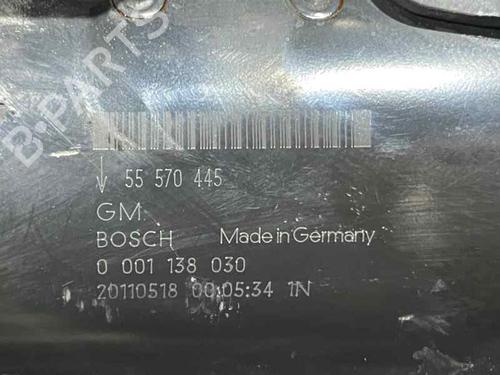 B-PARTS
55 570 445
GM
BOSCH Made in Germany
0 001 138 030
20110518 00:05:34 1N